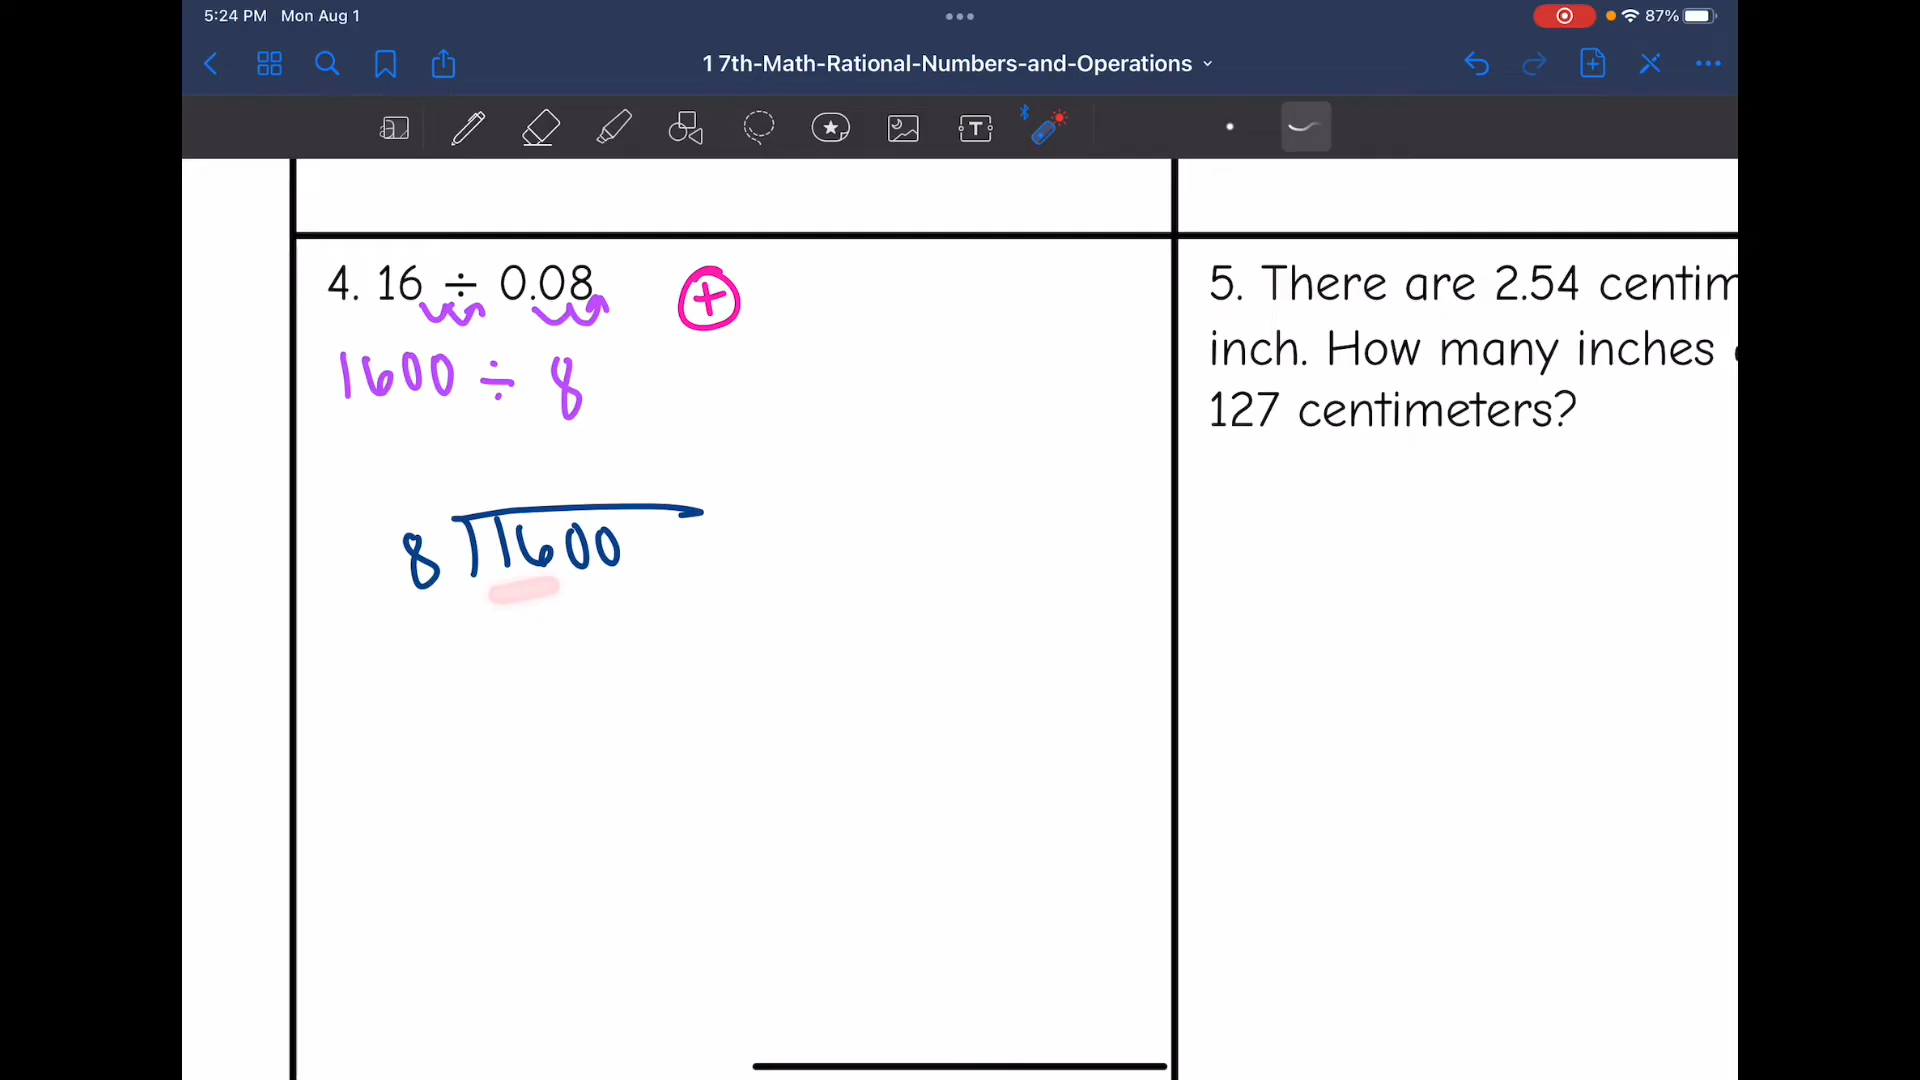 5:24 PM Mon Aug 1
87%
1 7th-Math-Rational-Numbers-and-Operations
T
4. 16 ÷ 0.08
+
1600 ÷ 8
8 1600
5. There are 2.54 centim
inch. How many inches
127 centimeters?